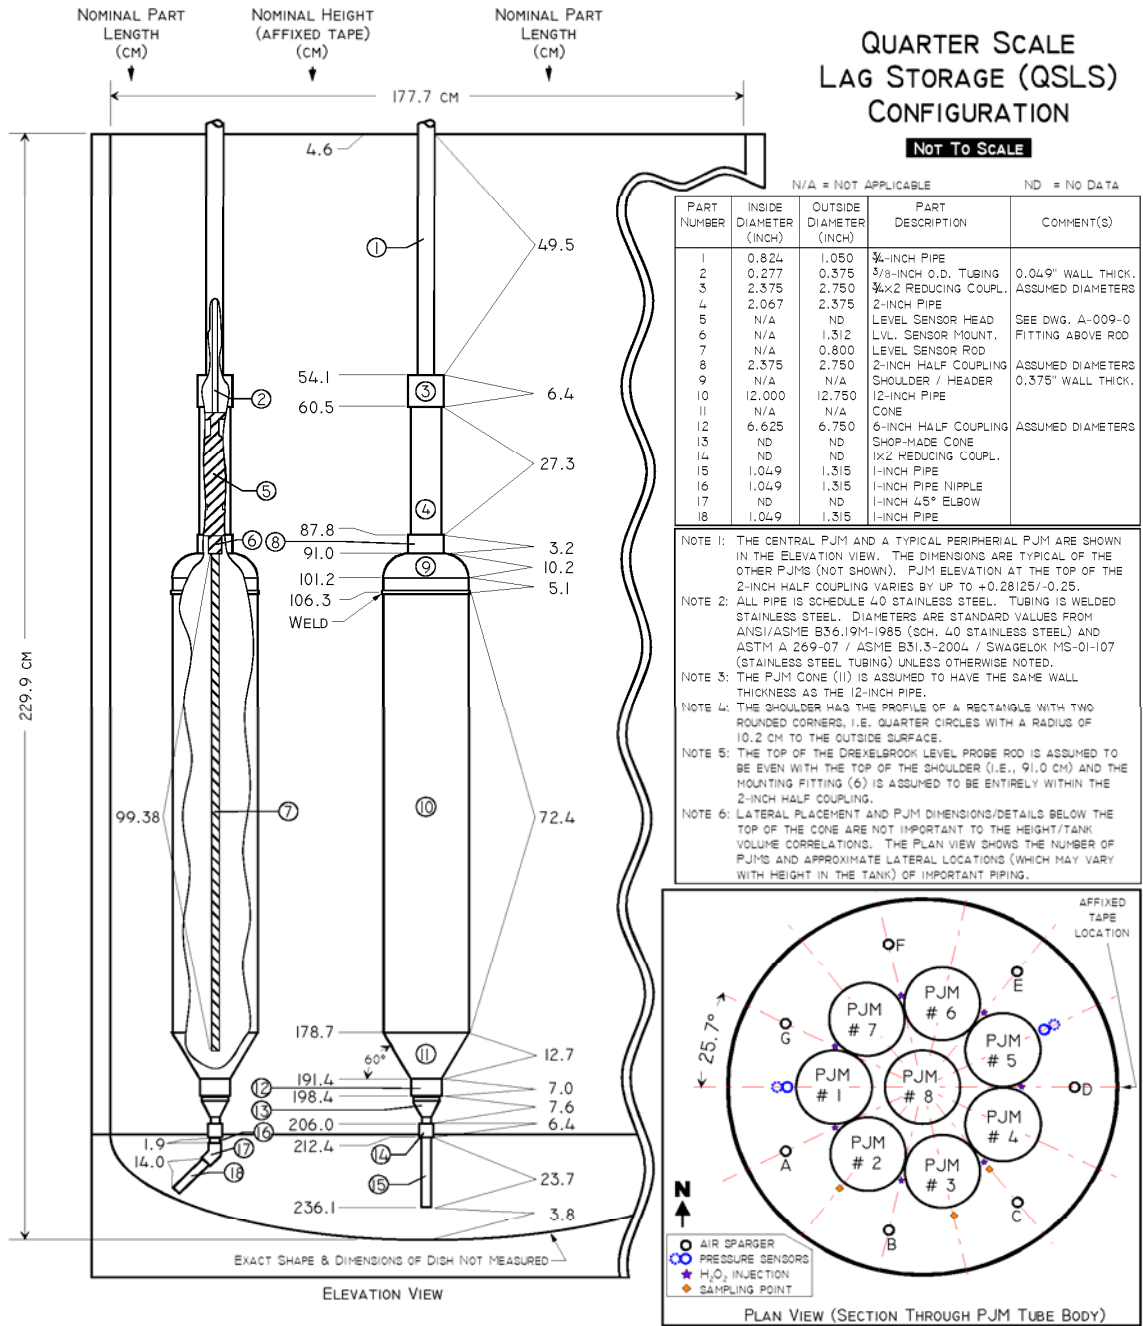 NOMINAL PART
LENGTH
(CM)
NOMINAL HEIGHT
(AFFIXED TAPE)
(CM)
NOMINAL PART
LENGTH
(CM)
QUARTER SCALE
LAG STORAGE (QSLS)
CONFIGURATION
NOT TO SCALE
177.7 CM
229.9 CM
4.6
1
49.5
54.1
3
6.4
2
60.5
27.3
5
4
87.8
6 8
3.2
91.0
9
10.2
101.2
5.1
106.3
WELD
10
99.38
7
72.4
178.7
60°
11
12.7
191.4
12
7.0
198.4
13
7.6
206.0
6.4
16
1.9
17
212.4
14
14.0
18
15
23.7
236.1
3.8
EXACT SHAPE & DIMENSIONS OF DISH NOT MEASURED
ELEVATION VIEW
N/A = NOT APPLICABLE ND = NO DATA
PART NUMBER INSIDE DIAMETER (INCH) OUTSIDE DIAMETER (INCH) PART DESCRIPTION COMMENT(S)
1 0.824 1.050 ¾-INCH PIPE
2 0.277 0.375 3/8-INCH O.D. TUBING 0.049" WALL THICK.
3 2.375 2.750 ¾x2 REDUCING COUPL. ASSUMED DIAMETERS
4 2.067 2.375 2-INCH PIPE
5 N/A ND LEVEL SENSOR HEAD SEE DWG. A-009-0
6 N/A 1.312 LVL. SENSOR MOUNT. FITTING ABOVE ROD
7 N/A 0.800 LEVEL SENSOR ROD
8 2.375 2.750 2-INCH HALF COUPLING ASSUMED DIAMETERS
9 N/A N/A SHOULDER / HEADER 0.375" WALL THICK.
10 12.000 12.750 12-INCH PIPE
11 N/A N/A CONE
12 6.625 6.750 6-INCH HALF COUPLING ASSUMED DIAMETERS
13 ND ND SHOP-MADE CONE
14 ND ND 1x2 REDUCING COUPL.
15 1.049 1.315 1-INCH PIPE
16 1.049 1.315 1-INCH PIPE NIPPLE
17 ND ND 1-INCH 45° ELBOW
18 1.049 1.315 1-INCH PIPE
NOTE 1: THE CENTRAL PJM AND A TYPICAL PERIPHERIAL PJM ARE SHOWN
IN THE ELEVATION VIEW. THE DIMENSIONS ARE TYPICAL OF THE
OTHER PJMS (NOT SHOWN). PJM ELEVATION AT THE TOP OF THE
2-INCH HALF COUPLING VARIES BY UP TO +0.28125/-0.25.
NOTE 2: ALL PIPE IS SCHEDULE 40 STAINLESS STEEL. TUBING IS WELDED
STAINLESS STEEL. DIAMETERS ARE STANDARD VALUES FROM
ANSI/ASME B36.19M-1985 (SCH. 40 STAINLESS STEEL) AND
ASTM A 269-07 / ASME B31.3-2004 / SWAGELOK MS-01-107
(STAINLESS STEEL TUBING) UNLESS OTHERWISE NOTED.
NOTE 3: THE PJM CONE (11) IS ASSUMED TO HAVE THE SAME WALL
THICKNESS AS THE 12-INCH PIPE.
NOTE 4: THE SHOULDER HAS THE PROFILE OF A RECTANGLE WITH TWO
ROUNDED CORNERS, I.E. QUARTER CIRCLES WITH A RADIUS OF
10.2 CM TO THE OUTSIDE SURFACE.
NOTE 5: THE TOP OF THE DREXELBROOK LEVEL PROBE ROD IS ASSUMED TO
BE EVEN WITH THE TOP OF THE SHOULDER (I.E., 91.0 CM) AND THE
MOUNTING FITTING (6) IS ASSUMED TO BE ENTIRELY WITHIN THE
2-INCH HALF COUPLING.
NOTE 6: LATERAL PLACEMENT AND PJM DIMENSIONS/DETAILS BELOW THE
TOP OF THE CONE ARE NOT IMPORTANT TO THE HEIGHT/TANK
VOLUME CORRELATIONS. THE PLAN VIEW SHOWS THE NUMBER OF
PJMS AND APPROXIMATE LATERAL LOCATIONS (WHICH MAY VARY
WITH HEIGHT IN THE TANK) OF IMPORTANT PIPING.
AFFIXED
TAPE
LOCATION
25.7°
F
E
G
D
A
C
B
PJM
# 6
PJM
# 7
PJM
# 5
PJM
# 1
PJM
# 8
PJM
# 4
PJM
# 2
PJM
# 3
N
AIR SPARGER
PRESSURE SENSORS
H2O2 INJECTION
SAMPLING POINT
PLAN VIEW (SECTION THROUGH PJM TUBE BODY)